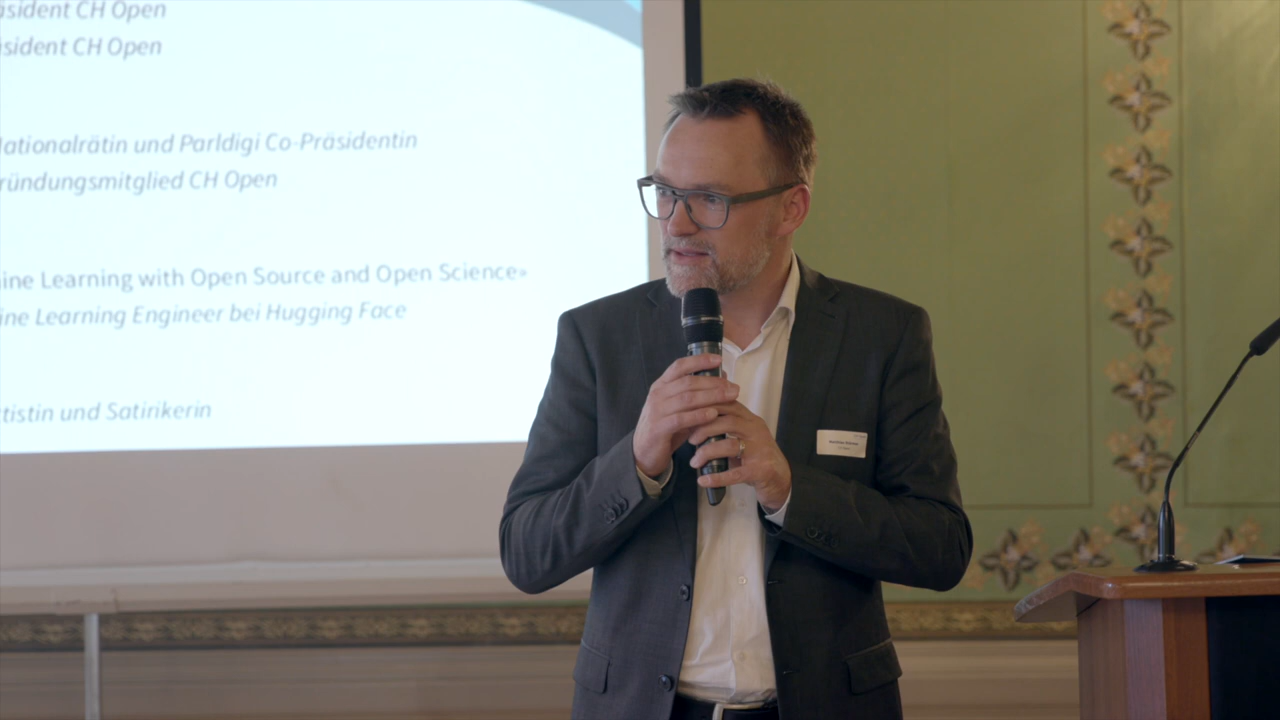 äsident CH Open
äsident CH Open
Nationalrätin und Parldigi Co-Präsidentin
ründungsmitglied CH Open
ine Learning with Open Source and Open Science»
ine Learning Engineer bei Hugging Face
tistin und Satirikerin